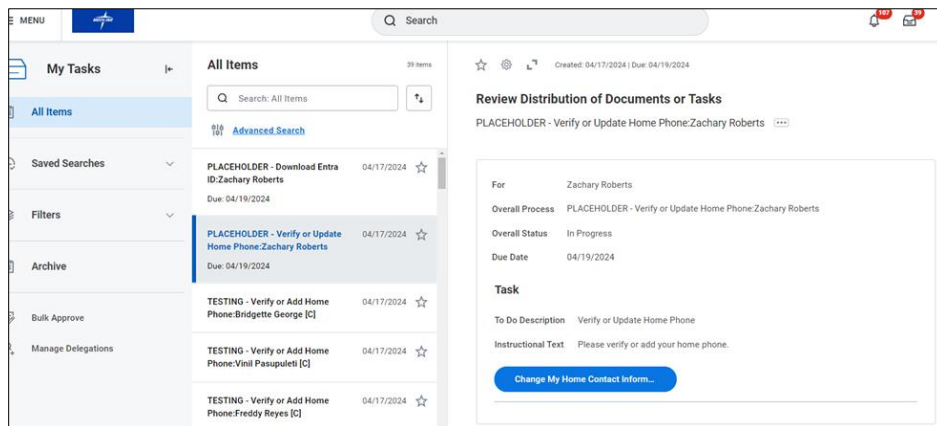 MENU
Search
107
39
My Tasks
All Items
Saved Searches
Filters
Archive
Bulk Approve
Manage Delegations
All Items
39 items
Search: All Items
Advanced Search
PLACEHOLDER - Download Entra
ID:Zachary Roberts
04/17/2024
Due: 04/19/2024
PLACEHOLDER - Verify or Update
Home Phone:Zachary Roberts
04/17/2024
Due: 04/19/2024
TESTING - Verify or Add Home
Phone:Bridgette George [C]
04/17/2024
TESTING - Verify or Add Home
Phone:Vinil Pasupuleti [C]
04/17/2024
TESTING - Verify or Add Home
Phone:Freddy Reyes [C]
04/17/2024
Created: 04/17/2024 | Due: 04/19/2024
Review Distribution of Documents or Tasks
PLACEHOLDER - Verify or Update Home Phone:Zachary Roberts
For Zachary Roberts
Overall Process PLACEHOLDER - Verify or Update Home Phone:Zachary Roberts
Overall Status In Progress
Due Date 04/19/2024
Task
To Do Description Verify or Update Home Phone
Instructional Text Please verify or add your home phone.
Change My Home Contact Inform...